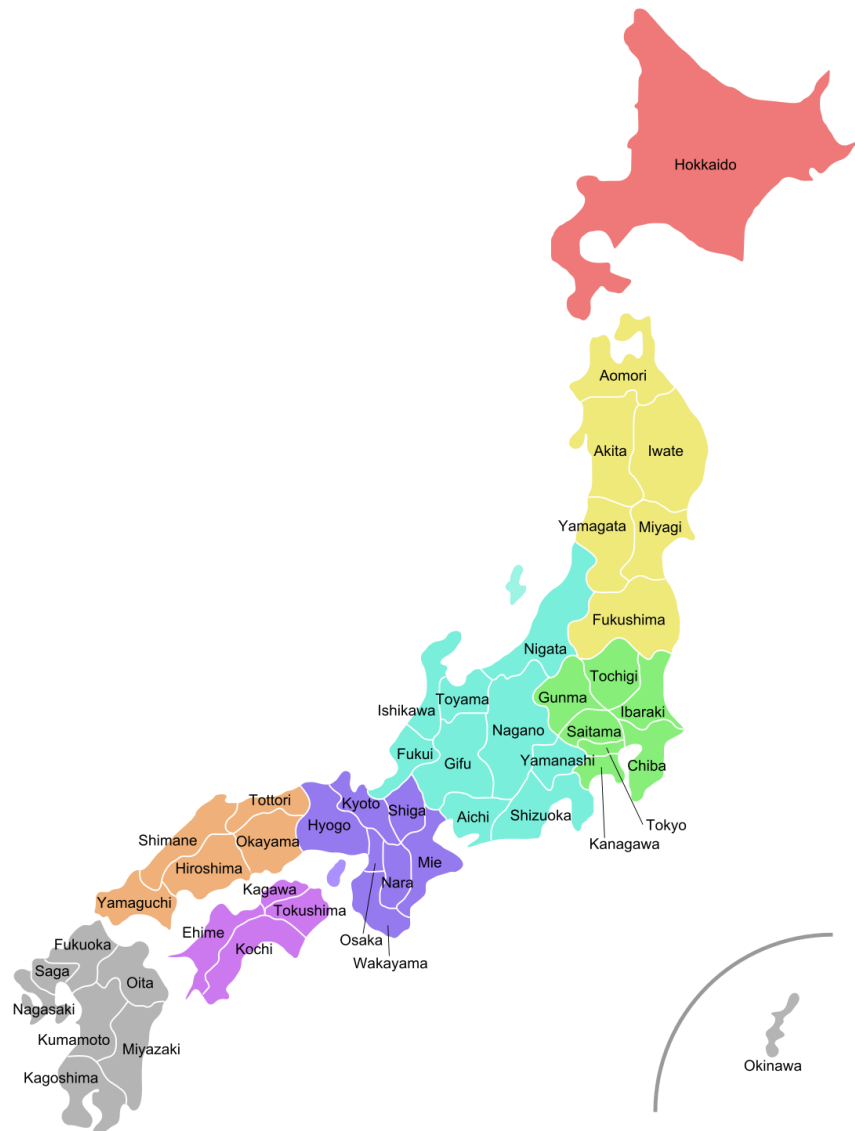 Hokkaido
Aomori
Akita
Iwate
Yamagata
Miyagi
Fukushima
Nigata
Tochigi
Gunma
Toyama
Ishikawa
Ibaraki
Nagano
Saitama
Fukui
Gifu
Yamanashi
Chiba
Tottori
Kyoto
Shiga
Hyogo
Aichi
Shizuoka
Tokyo
Shimane
Okayama
Kanagawa
Hiroshima
Mie
Nara
Kagawa
Yamaguchi
Tokushima
Ehime
Osaka
Fukuoka
Kochi
Wakayama
Saga
Oita
Nagasaki
Kumamoto
Miyazaki
Okinawa
Kagoshima